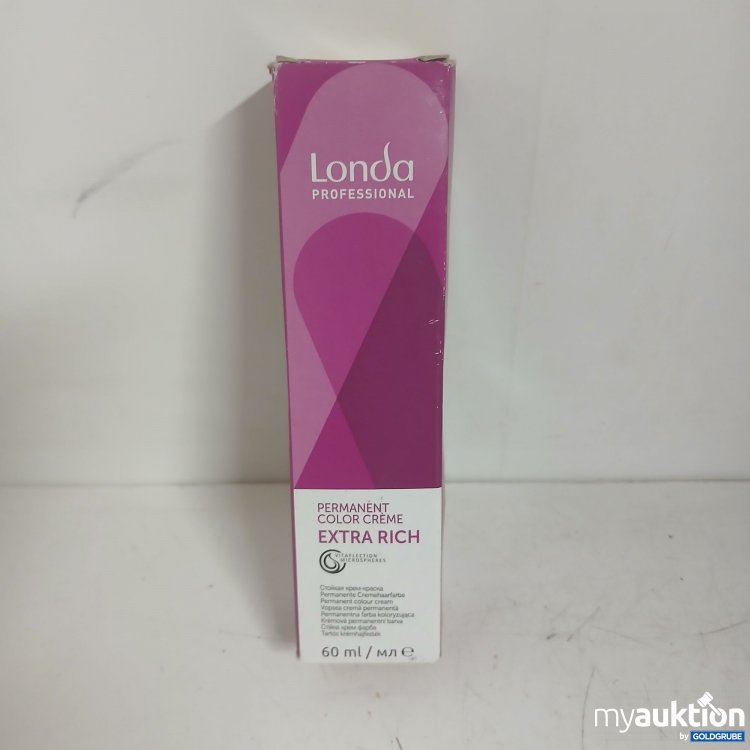 Londa
PROFESSIONAL
PERMANENT
COLOR CRÈME
EXTRA RICH
VITAFLECTION
MICROSPHERES
Стойкая крем-краска
Permanente Cremehaarfarbe
Permanent colour cream
Vopsea cremă permanentă
Permanentna farba koloryzująca
Krémová permanentní barva
Стійка крем-фарба
Tartós krémhajfesték
60 ml / мл ℮
myauktion
by GOLDGRUBE